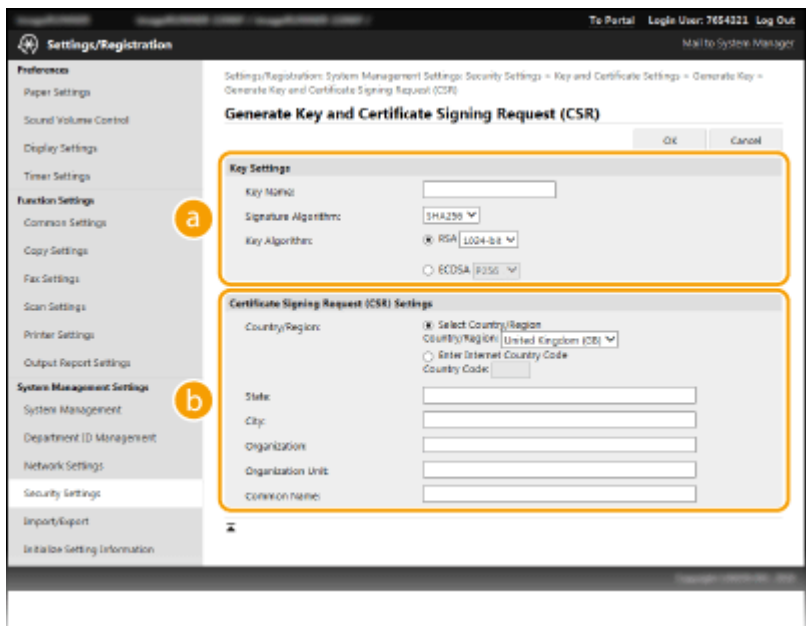 To Portal Login User: 7654321 Log Out
Settings/Registration
Mail to System Manager
Preferences
Paper Settings
Sound Volume Control
Display Settings
Timer Settings
Function Settings
Common Settings
Copy Settings
Fax Settings
Scan Settings
Printer Settings
Output Report Settings
System Management Settings
System Management
Department ID Management
Network Settings
Security Settings
Import/Export
Initialize Setting Information
Settings/Registration: System Management Settings: Security Settings > Key and Certificate Settings > Generate Key >
Generate Key and Certificate Signing Request (CSR)
Generate Key and Certificate Signing Request (CSR)
OK Cancel
a
Key Settings
Key Name:
Signature Algorithm: SHA256
Key Algorithm: RSA 1024-bit
ECDSA P256
b
Certificate Signing Request (CSR) Settings
Country/Region: Select Country/Region
Country/Region: United Kingdom (GB)
Enter Internet Country Code
Country Code:
State:
City:
Organization:
Organization Unit:
Common Name: